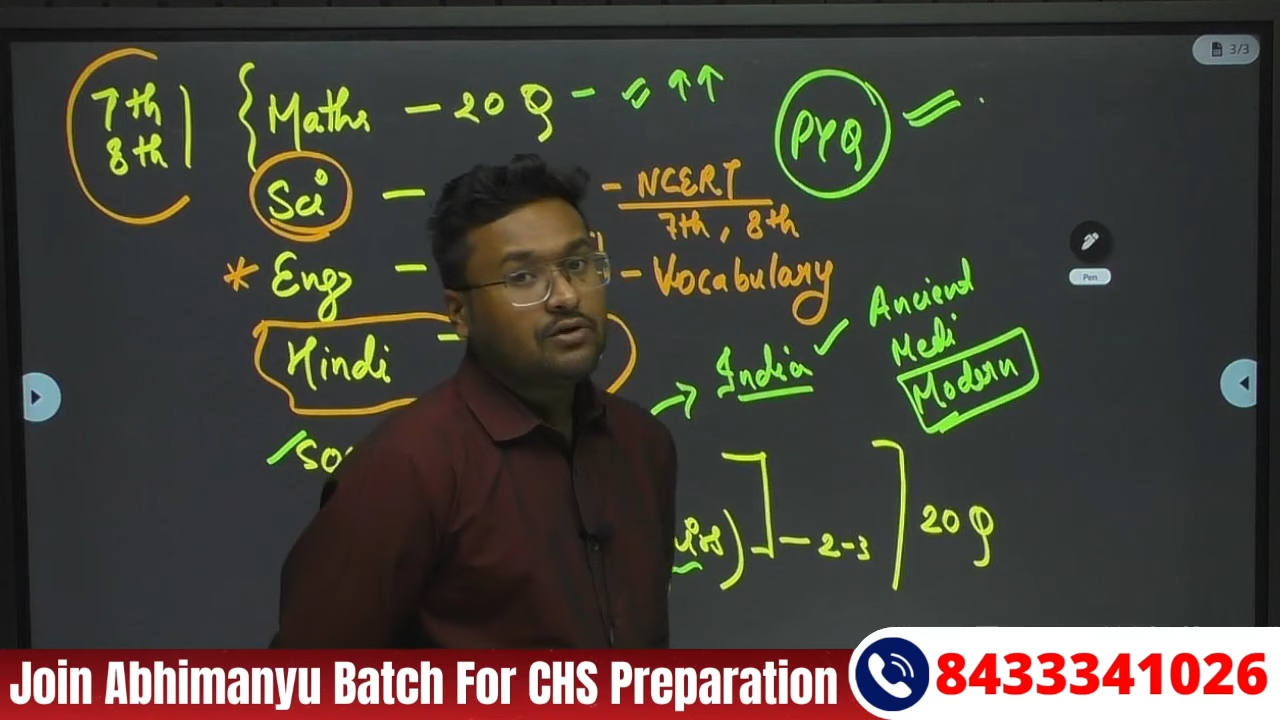 3/3
7th
8th
Maths – 20 Q –
PYQ
Sci – – NCERT
7th, 8th
* Eng – – Vocabulary
Pen
Ancient
Medi
Modern
India
Hindi –
– 2-3
20 Q
Join Abhimanyu Batch For CHS Preparation
8433341026